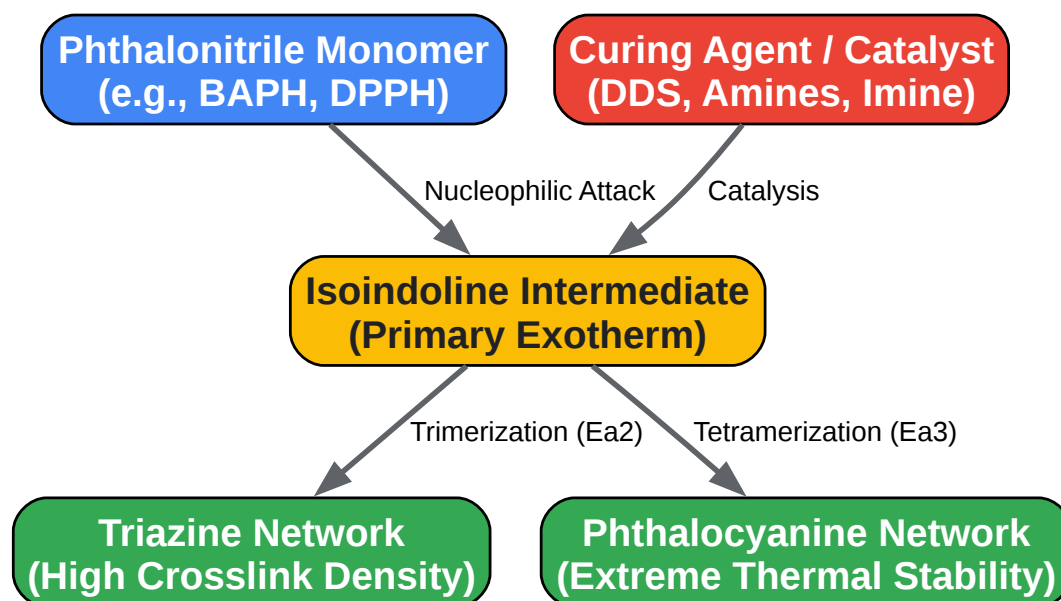 Phthalonitrile Monomer
(e.g., BAPH, DPPH)
Curing Agent / Catalyst
(DDS, Amines, Imine)
Nucleophilic Attack
Catalysis
Isoindoline Intermediate
(Primary Exotherm)
Trimerization (Ea2)
Tetramerization (Ea3)
Triazine Network
(High Crosslink Density)
Phthalocyanine Network
(Extreme Thermal Stability)